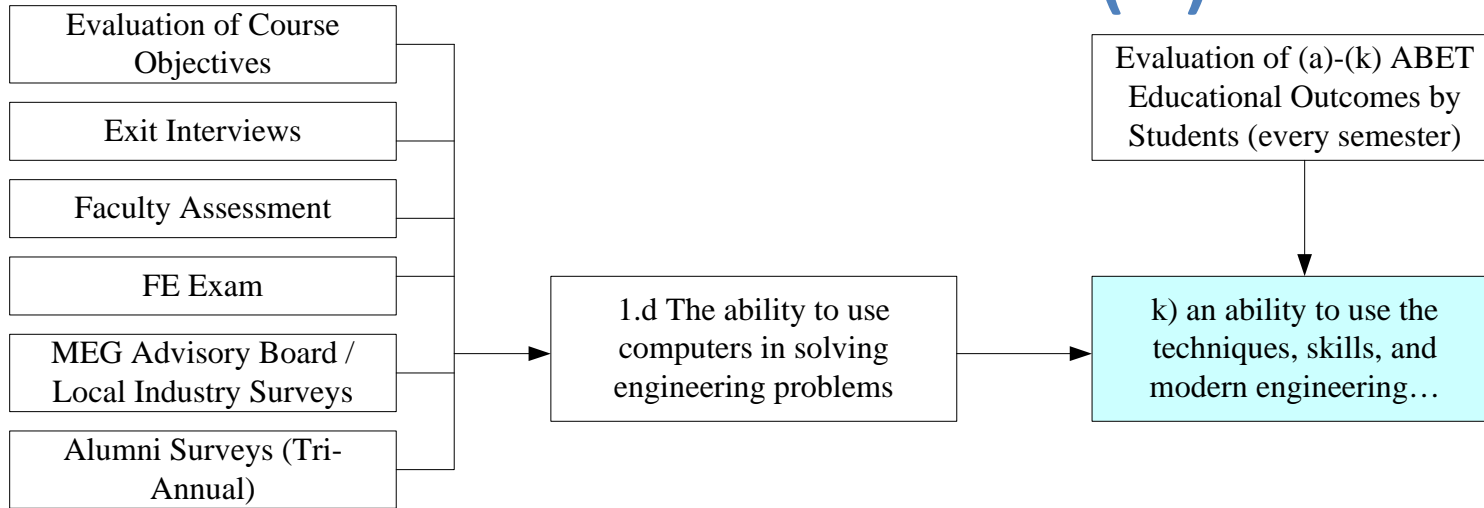 Evaluation of Course
Objectives
Exit Interviews
Faculty Assessment
FE Exam
MEG Advisory Board /
Local Industry Surveys
Alumni Surveys (Tri-
Annual)
1.d The ability to use
computers in solving
engineering problems
Evaluation of (a)-(k) ABET
Educational Outcomes by
Students (every semester)
k) an ability to use the
techniques, skills, and
modern engineering…